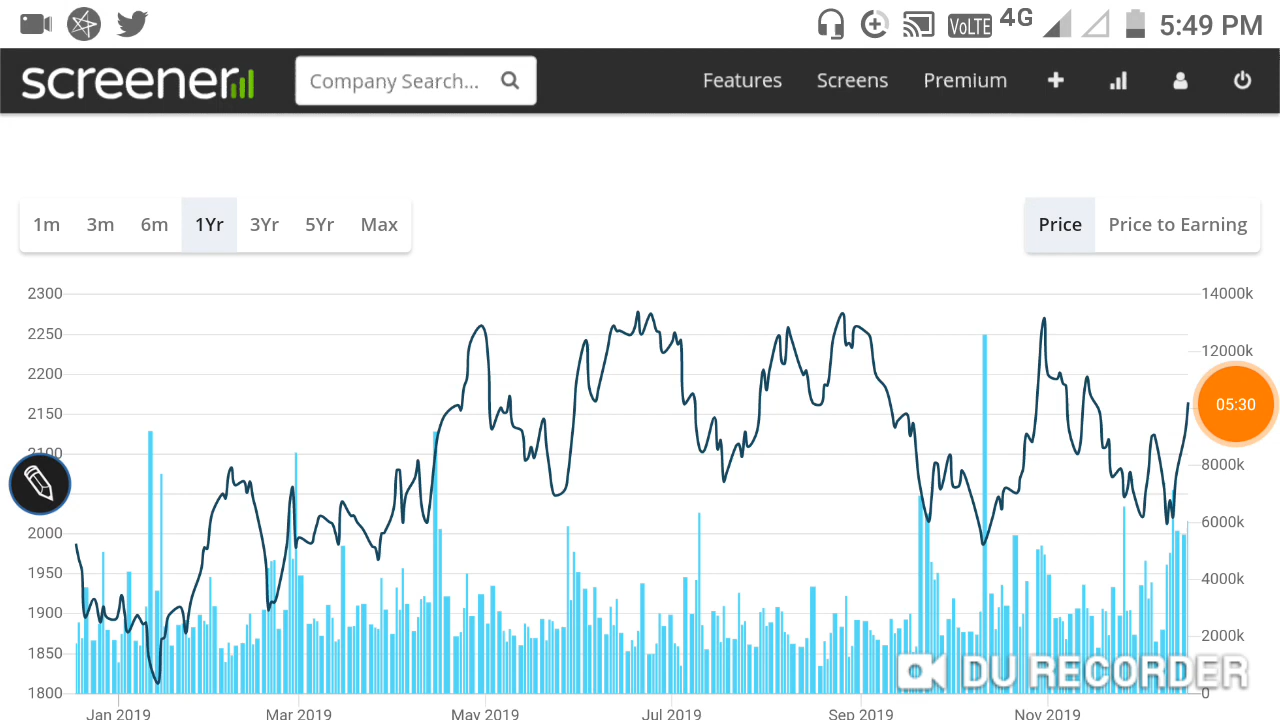 VoLTE 4G 5:49 PM
screener Company Search... Features Screens Premium
1m 3m 6m 1Yr 3Yr 5Yr Max Price Price to Earning
2300 14000k
2250
12000k
2200
05:30
2150
2100
8000k
6000k
2000
1950
4000k
1900
2000k
1850
DU RECORDER
1800 0
Jan 2019 Mar 2019 May 2019 Jul 2019 Sep 2019 Nov 2019